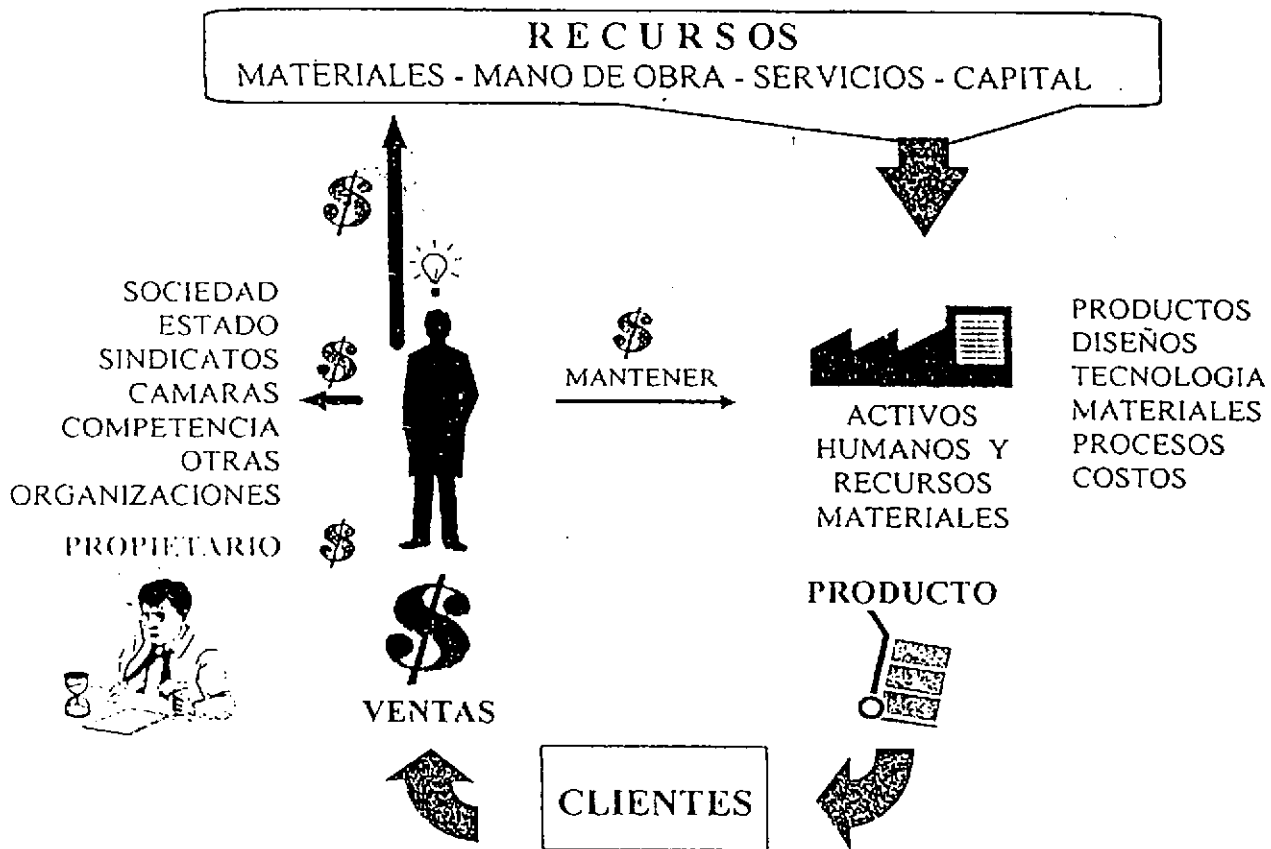 RECURSOS
MATERIALES - MANO DE OBRA - SERVICIOS - CAPITAL
$
SOCIEDAD
ESTADO
SINDICATOS
CAMARAS
COMPETENCIA
OTRAS
ORGANIZACIONES
$
PROPIETARIO
$
$
MANTENER
ACTIVOS
HUMANOS Y
RECURSOS
MATERIALES
PRODUCTOS
DISEÑOS
TECNOLOGIA
MATERIALES
PROCESOS
COSTOS
PRODUCTO
$
VENTAS
CLIENTES